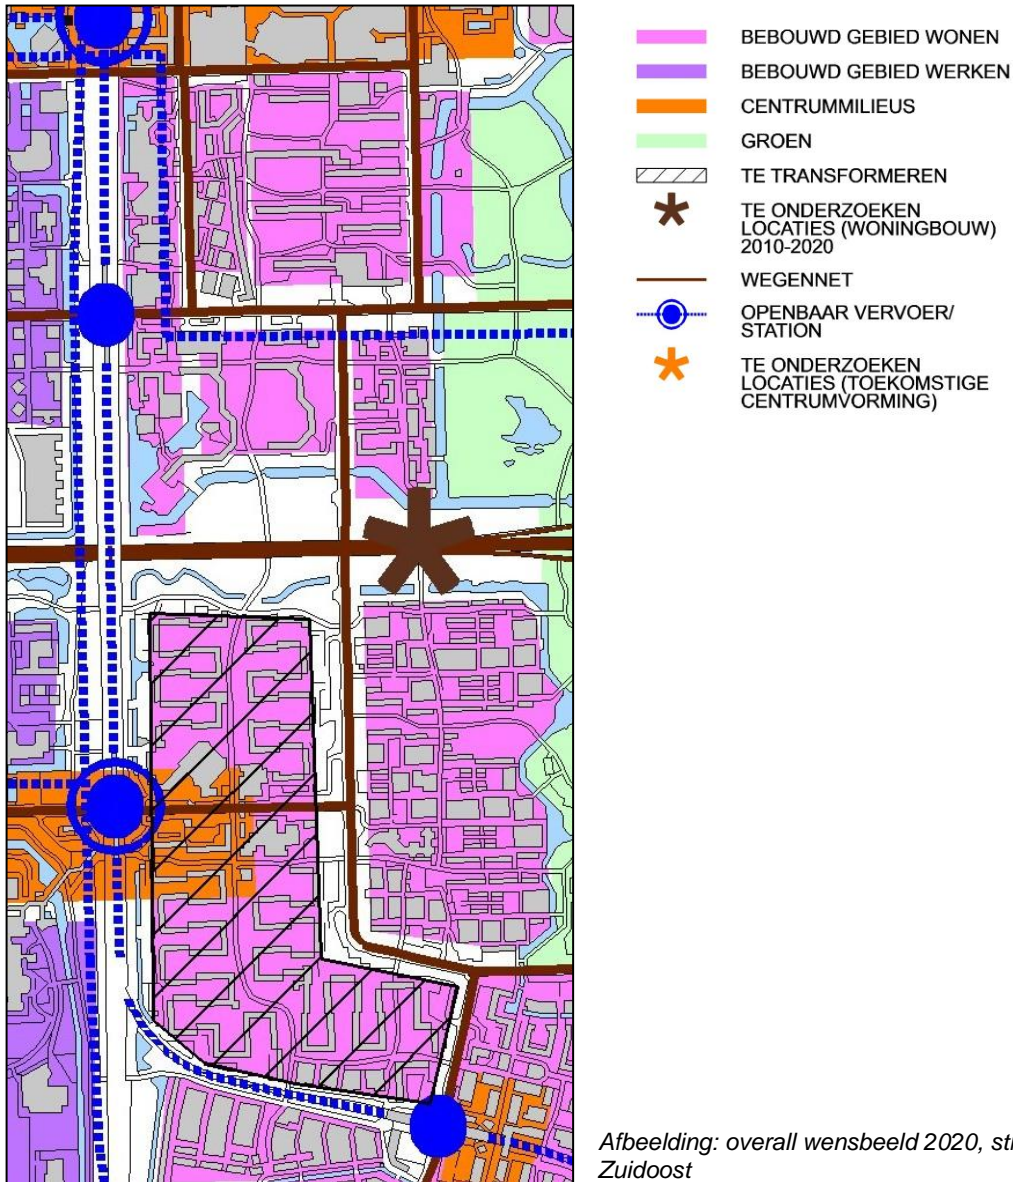 BEBOUWD GEBIED WONEN
BEBOUWD GEBIED WERKEN
CENTRUMMILIEUS
GROEN
TE TRANSFORMEREN
TE ONDERZOEKEN
LOCATIES (WONINGBOUW)
2010-2020
WEGENNET
OPENBAAR VERVOER/
STATION
TE ONDERZOEKEN
LOCATIES (TOEKOMSTIGE
CENTRUMVORMING)
Afbeelding: overall wensbeeld 2020,
Zuidoost